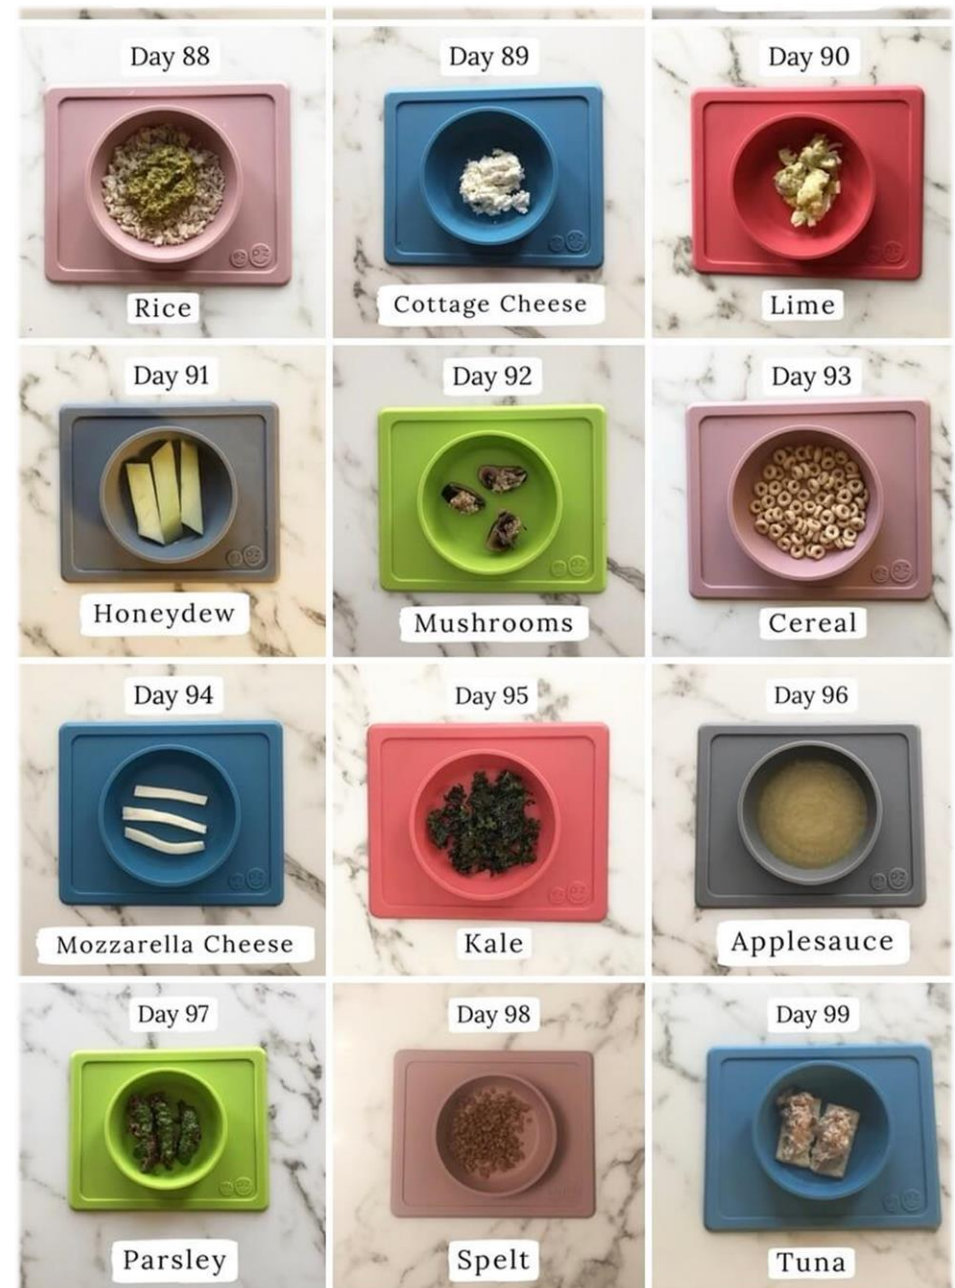 Day 88
Day 89
Day 90
Rice
Cottage Cheese
Lime
Day 91
Day 92
Day 93
Honeydew
Mushrooms
Cereal
Day 94
Day 95
Day 96
Mozzarella Cheese
Kale
Applesauce
Day 97
Day 98
Day 99
Parsley
Spelt
Tuna